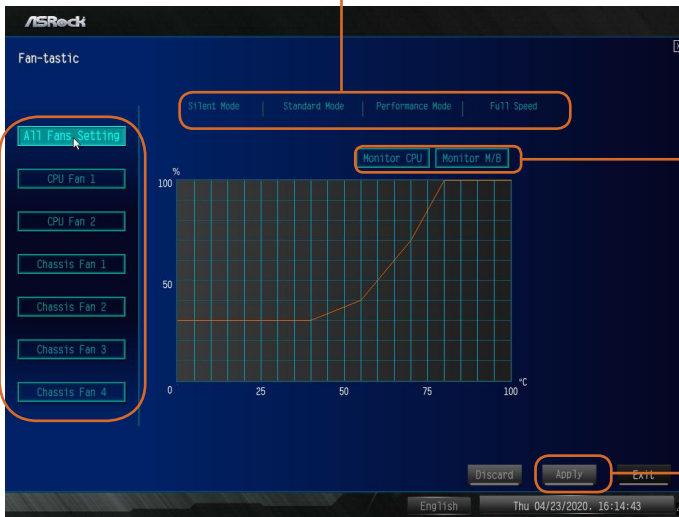 ASRock
Fan-tastic
Silent Mode | Standard Mode | Performance Mode | Full Speed
All Fans Setting
CPU Fan 1
CPU Fan 2
Chassis Fan 1
Chassis Fan 2
Chassis Fan 3
Chassis Fan 4
Monitor CPU Monitor M/B
%
100
50
0 25 50 75 100 °C
Discard Apply Exit
English Thu 04/23/2020. 16:14:43